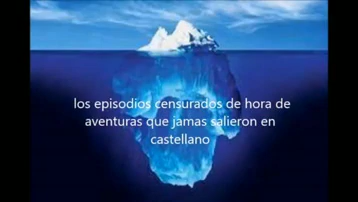 los episodios censurados de hora de
aventuras que jamas salieron en
castellano